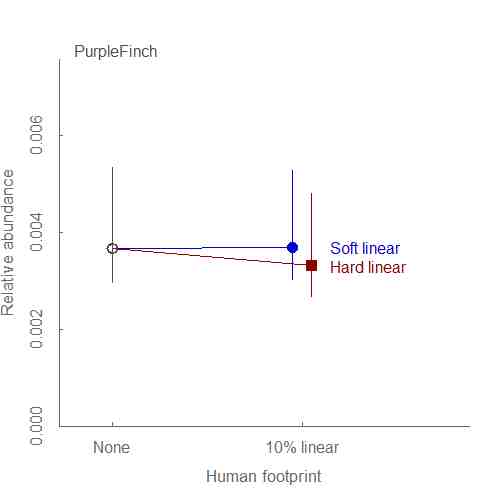 PurpleFinch
Relative abundance
0.006
0.004
0.002
0.000
Soft linear
Hard linear
None
10% linear
Human footprint